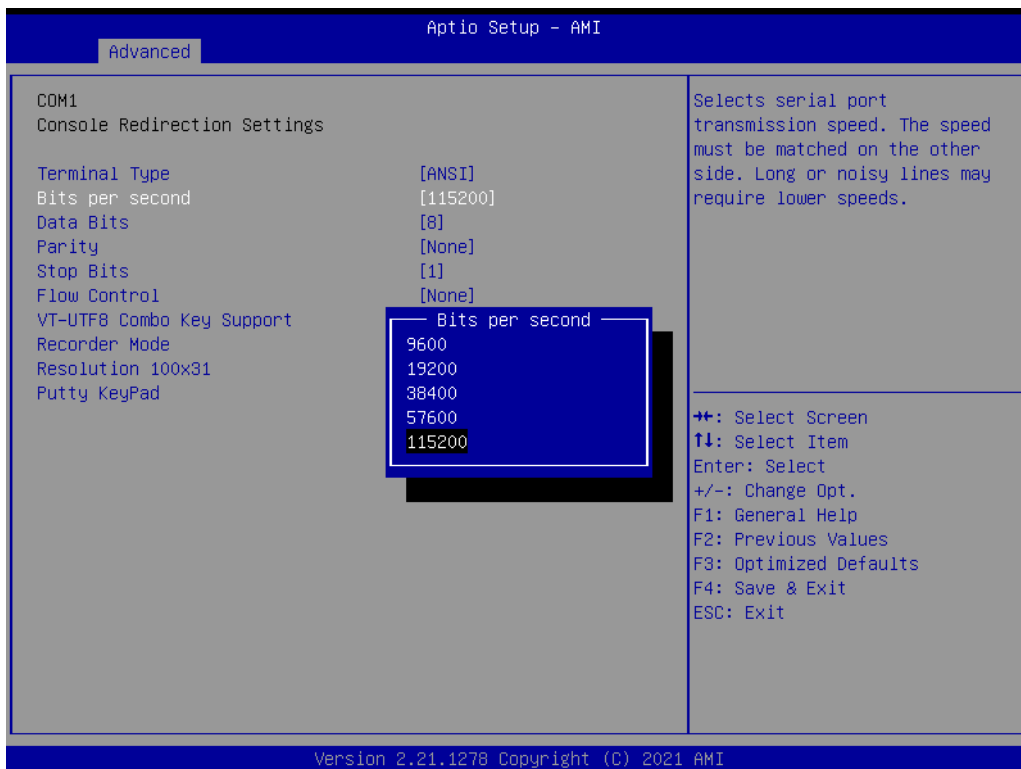 Aptio Setup – AMI
Advanced
COM1
Console Redirection Settings
Terminal Type [ANSI]
Bits per second [115200]
Data Bits [8]
Parity [None]
Stop Bits [1]
Flow Control [None]
VT-UTF8 Combo Key Support
Recorder Mode
Resolution 100x31
Putty KeyPad
Bits per second
9600
19200
38400
57600
115200
Selects serial port
transmission speed. The speed
must be matched on the other
side. Long or noisy lines may
require lower speeds.
→←: Select Screen
↑↓: Select Item
Enter: Select
+/-: Change Opt.
F1: General Help
F2: Previous Values
F3: Optimized Defaults
F4: Save & Exit
ESC: Exit
Version 2.21.1278 Copyright (C) 2021 AMI